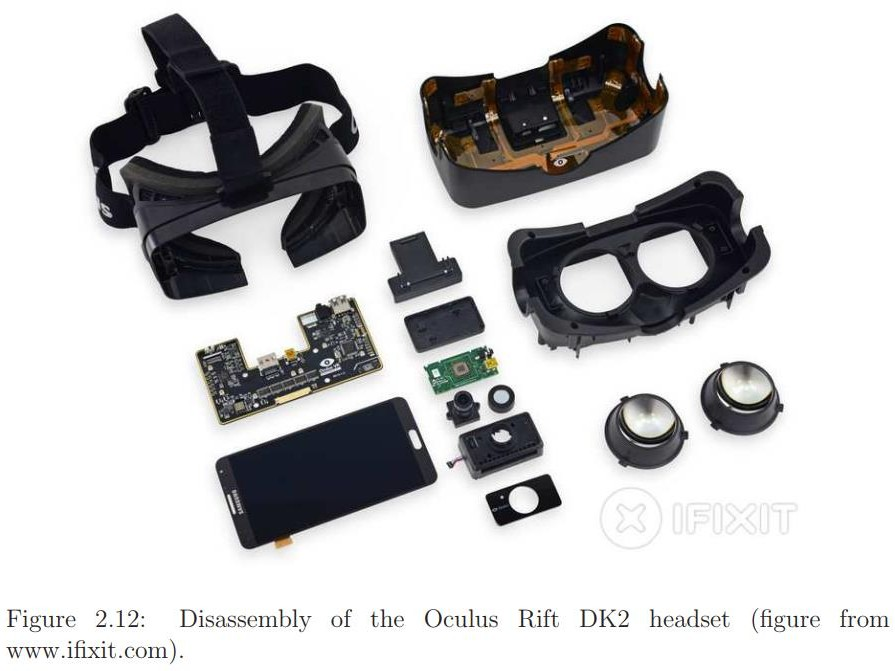 SAMSUNG
IFIXIT
Figure 2.12: Disassembly of the Oculus Rift DK2 headset (figure from
www.ifixit.com).